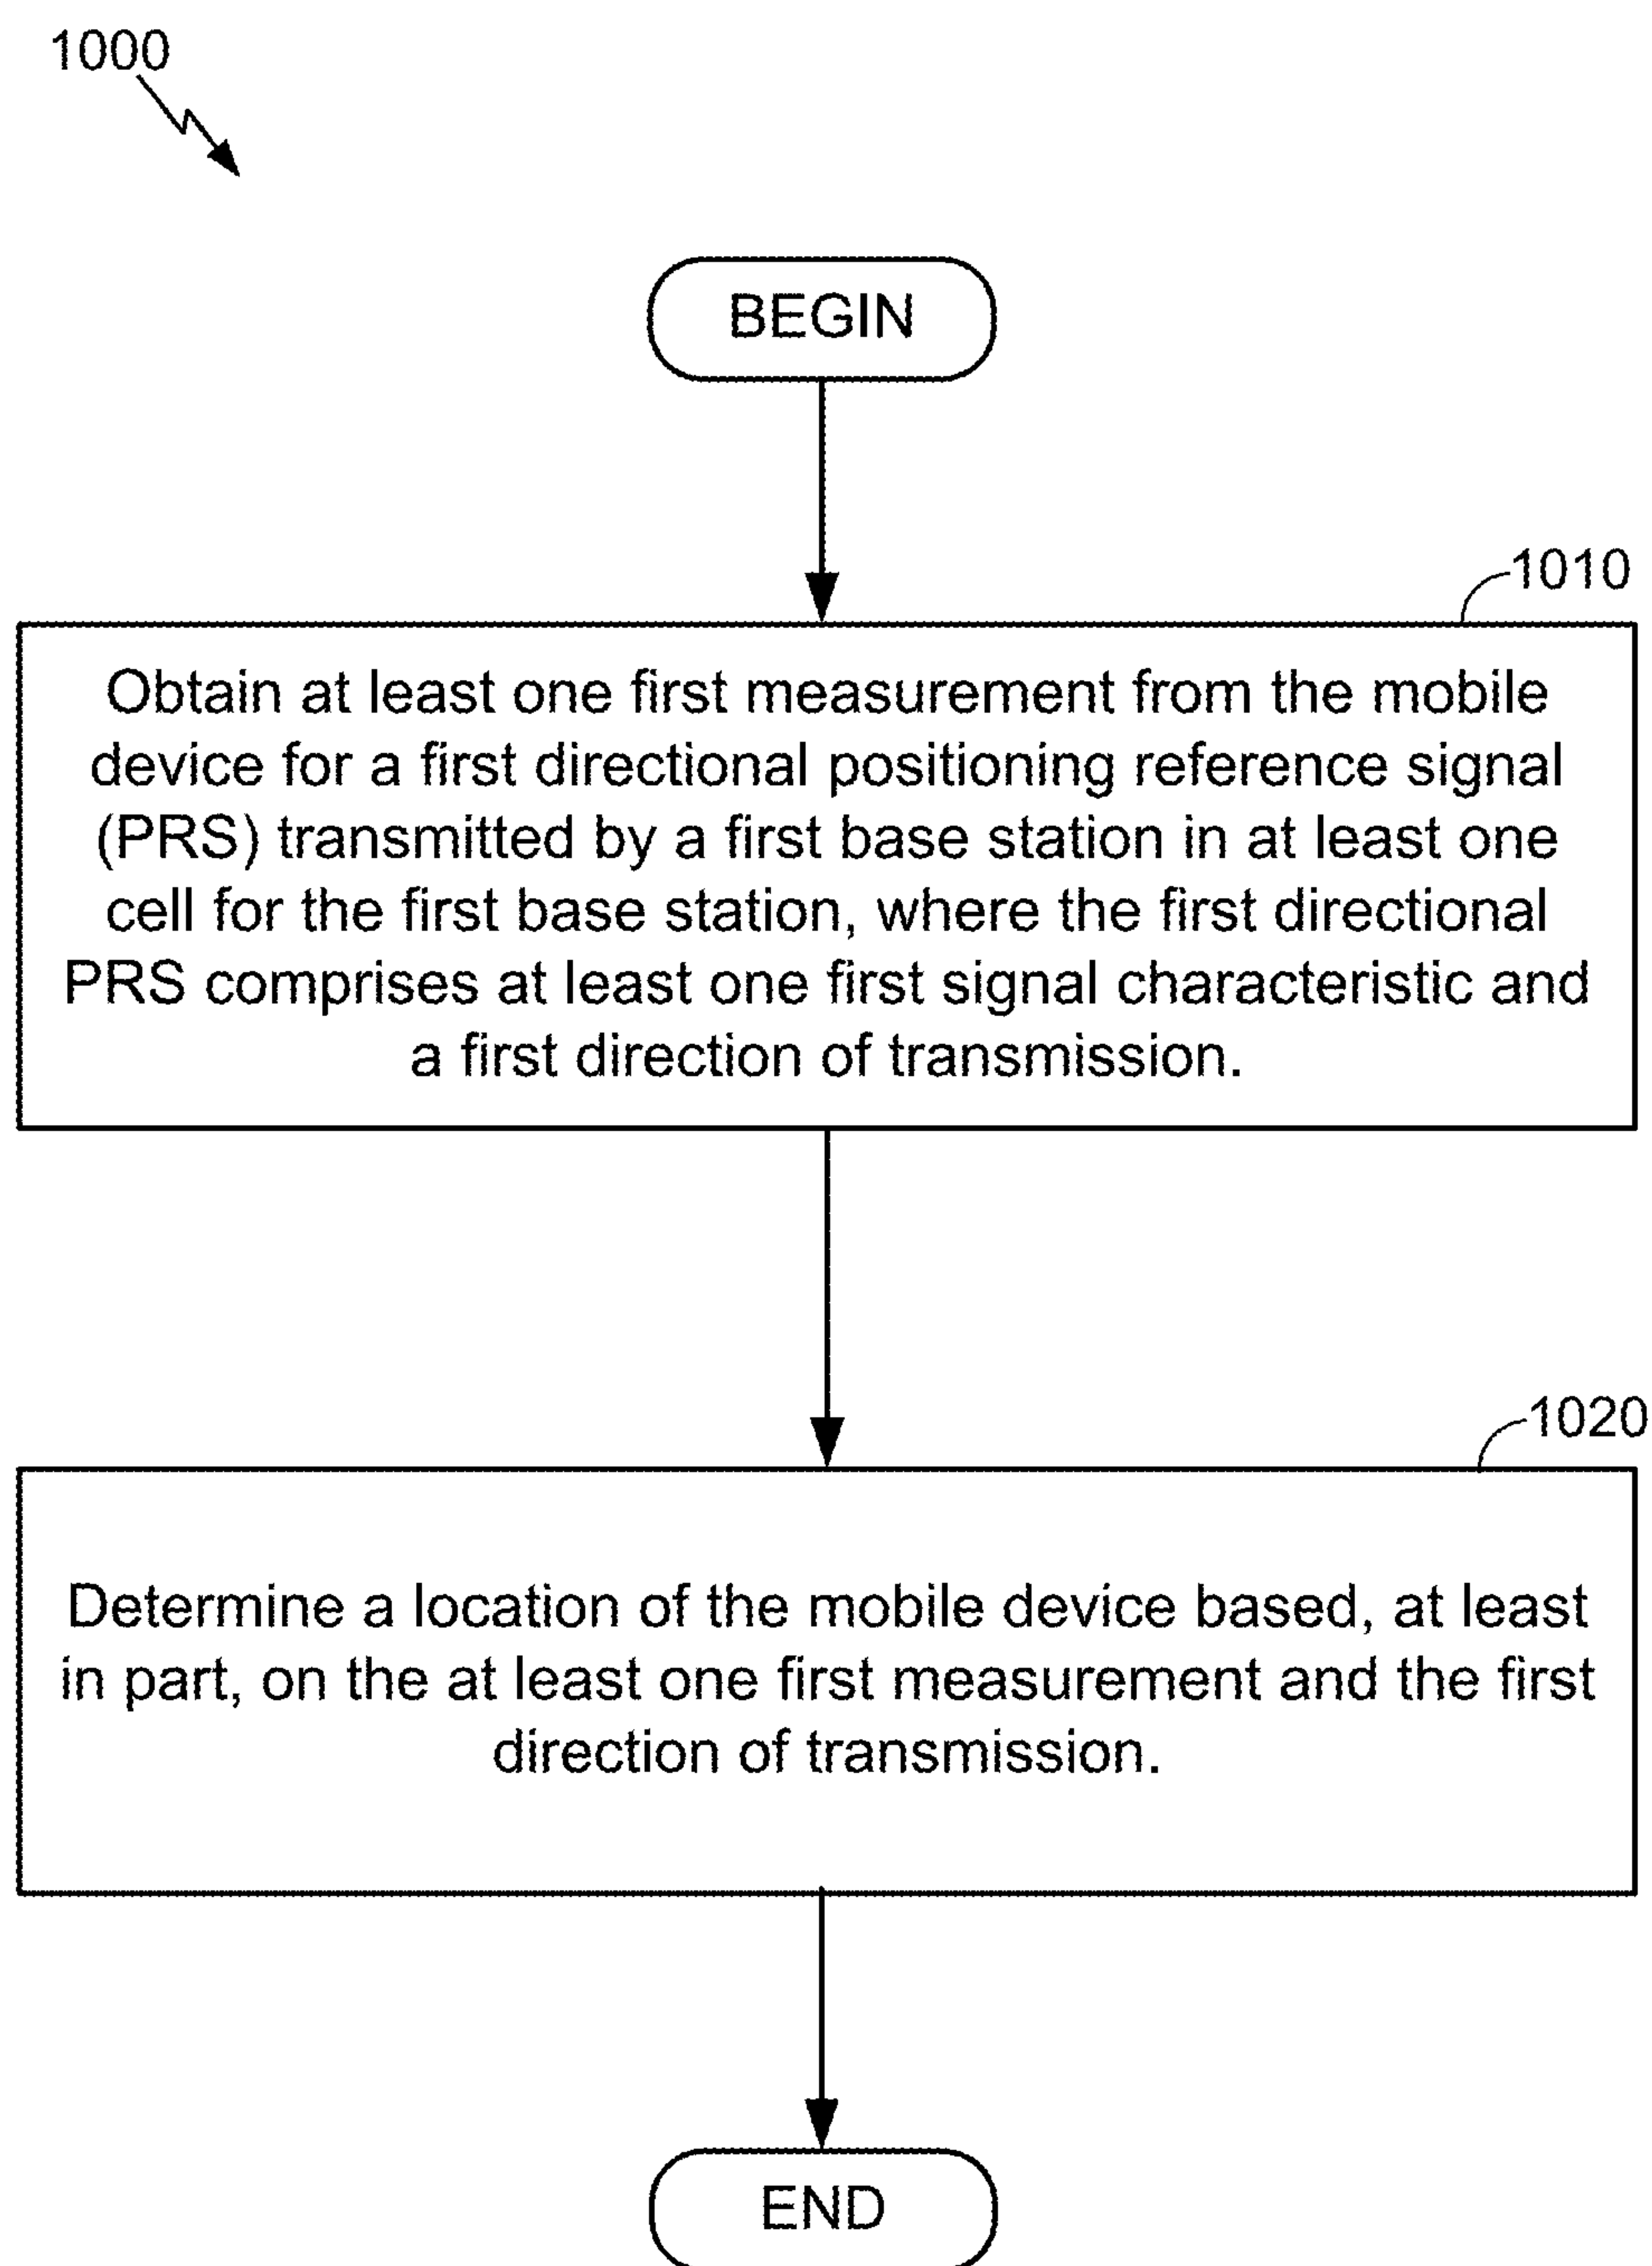 1000
BEGIN
1010
Obtain at least one first measurement from the mobile
device for a first directional positioning reference signal
(PRS) transmitted by a first base station in at least one
cell for the first base station, where the first directional
PRS comprises at least one first signal characteristic and
a first direction of transmission.
1020
Determine a location of the mobile device based, at least
in part, on the at least one first measurement and the first
direction of transmission.
END